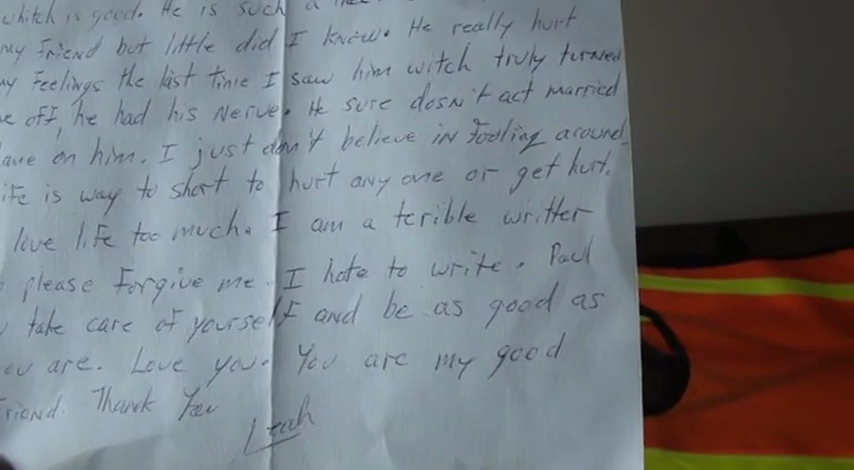 whitch is good. He is such a
my Friend but little did I know. He really hurt
my Feelings the last time I saw him witch truly turned
me off, he had his Nerve. He sure dosn't act married
on him. I just don't believe in Fooling around.
life is way to short to hurt any one or get hurt.
love life too much. I am a terible writter
please Forgive me. I hate to write. Paul
take care of yourself and be as good as
you are. Love you. You are my good
Friend. Thank You
Leah